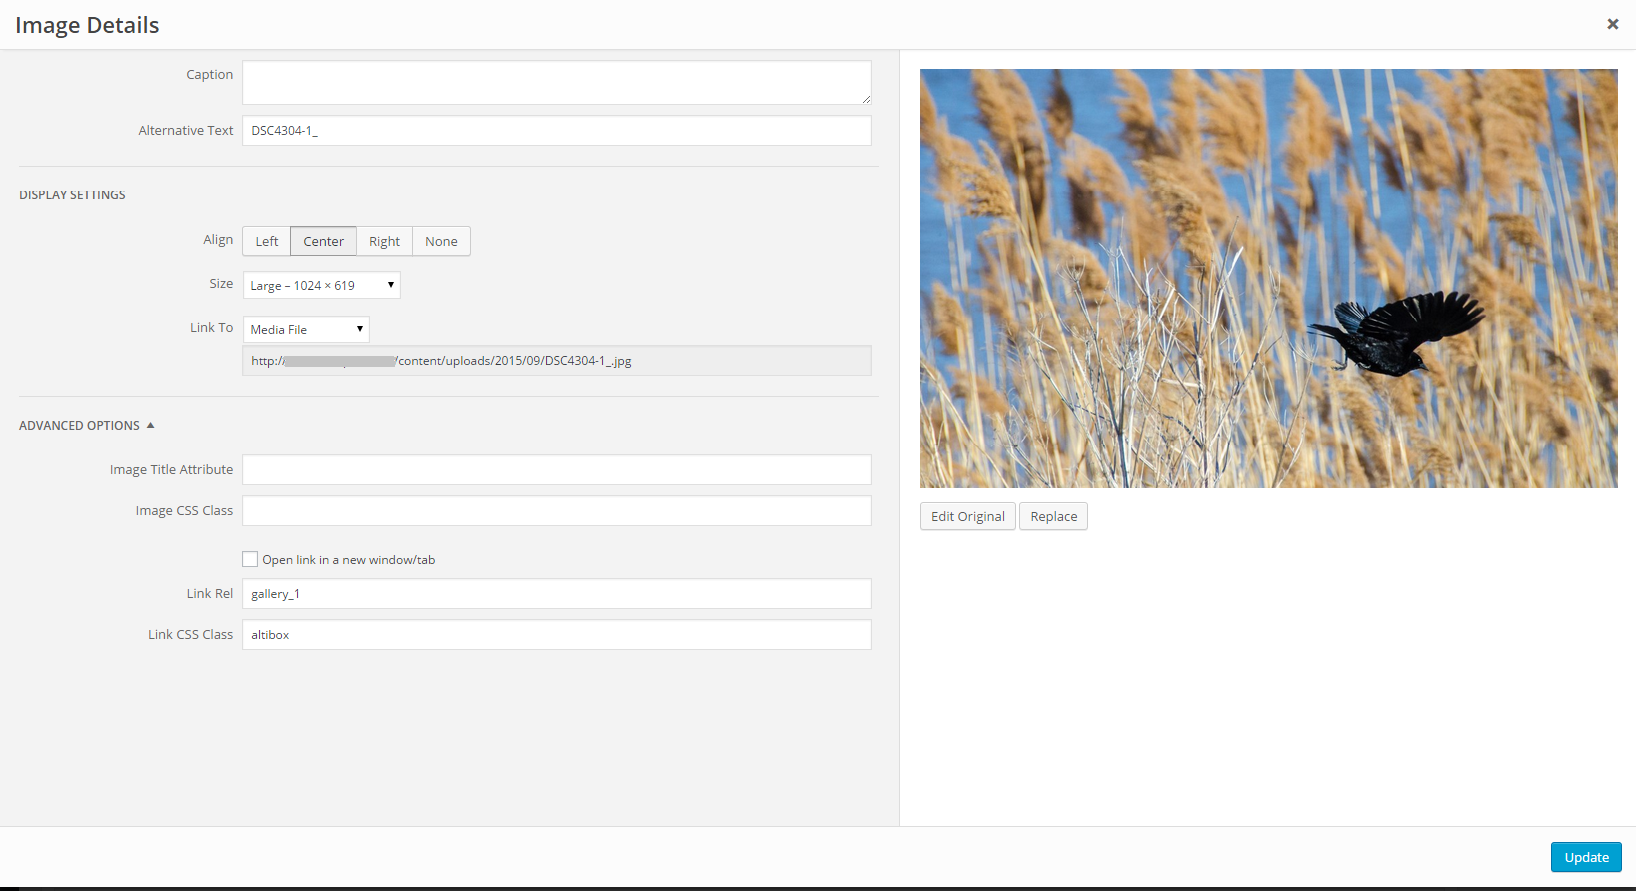 Image Details
×
Caption
Alternative Text DSC4304-1_
DISPLAY SETTINGS
Align Left Center Right None
Size Large – 1024 × 619
Link To Media File
http:// /content/uploads/2015/09/DSC4304-1_.jpg
ADVANCED OPTIONS
Image Title Attribute
Image CSS Class
Open link in a new window/tab
Link Rel gallery_1
Link CSS Class altibox
Edit Original Replace
Update